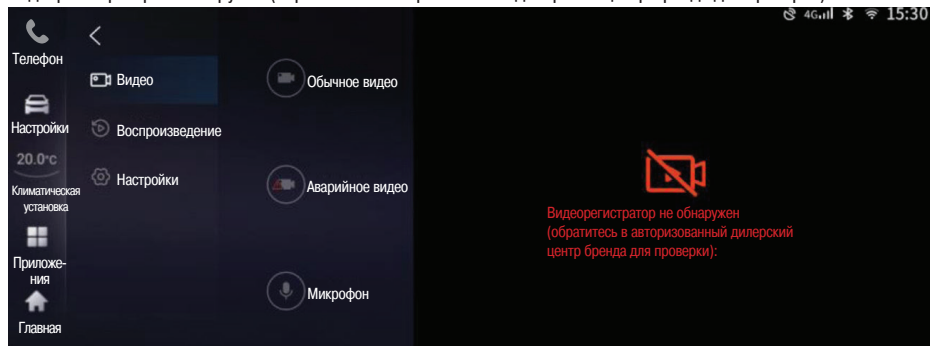 4G 15:30
Телефон
Настройки
20.0°c
Климатическая
установка
Приложе-
ния
Главная
Видео
Воспроизведение
Настройки
Обычное видео
Аварийное видео
Микрофон
Видеорегистратор не обнаружен
(обратитесь в авторизованный дилерский
центр бренда для проверки):